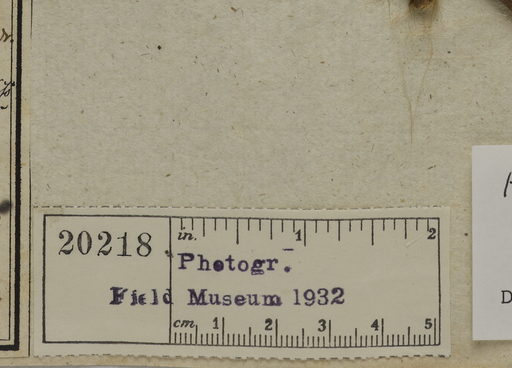 in. 1 2
20218
Photogr.
Field Museum 1932
cm 1 2 3 4 5
D